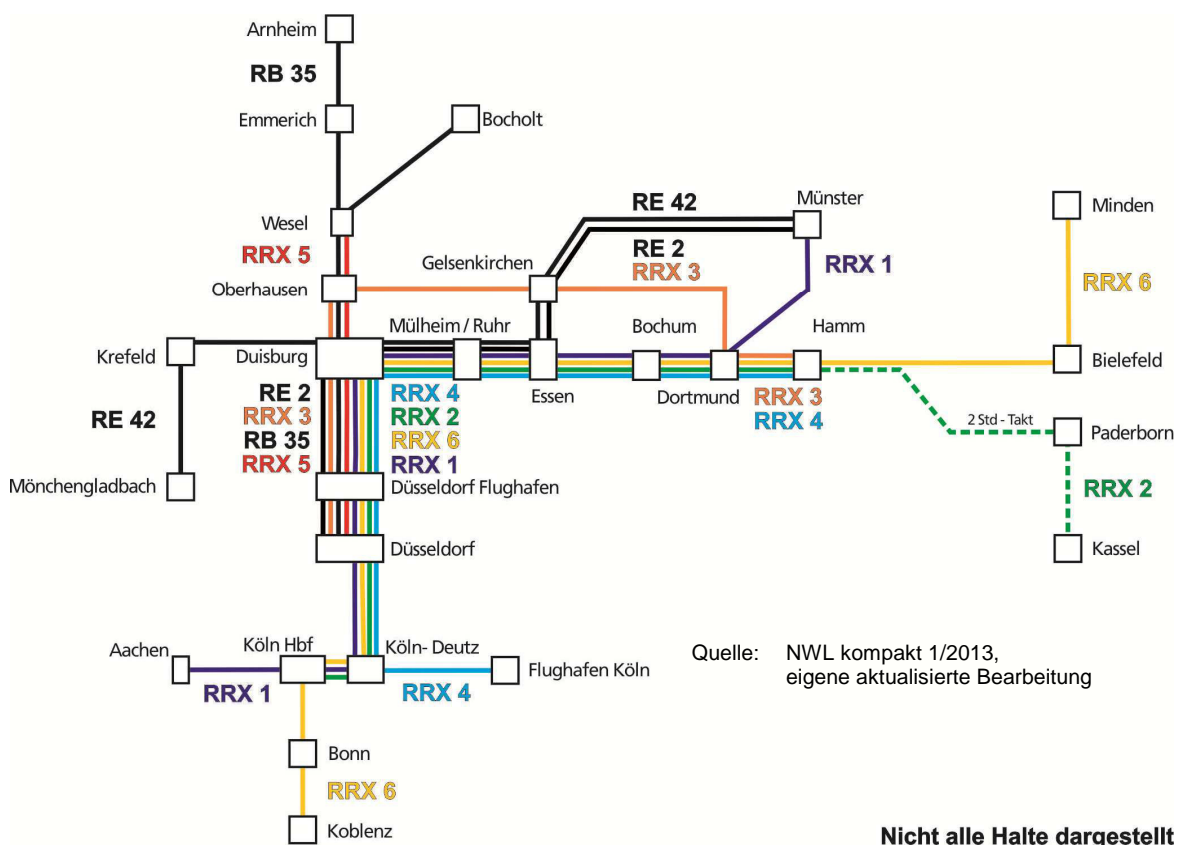 Arnheim
RB 35
Emmerich
Bocholt
Wesel
RRX 5
Oberhausen
Gelsenkirchen
RE 42
Münster
RE 2
RRX 3
RRX 1
Minden
RRX 6
Krefeld
Duisburg
Mülheim / Ruhr
Bochum
Hamm
Bielefeld
Essen
Dortmund
RE 42
RE 2
RRX 3
RB 35
RRX 5
RRX 4
RRX 2
RRX 6
RRX 1
RRX 3
RRX 4
2 Std - Takt
Paderborn
RRX 2
Kassel
Mönchengladbach
Düsseldorf Flughafen
Düsseldorf
Aachen
Köln Hbf
Köln- Deutz
Flughafen Köln
RRX 1
RRX 4
Quelle: NWL kompakt 1/2013,
eigene aktualisierte Bearbeitung
Bonn
RRX 6
Koblenz
Nicht alle Halte dargestellt